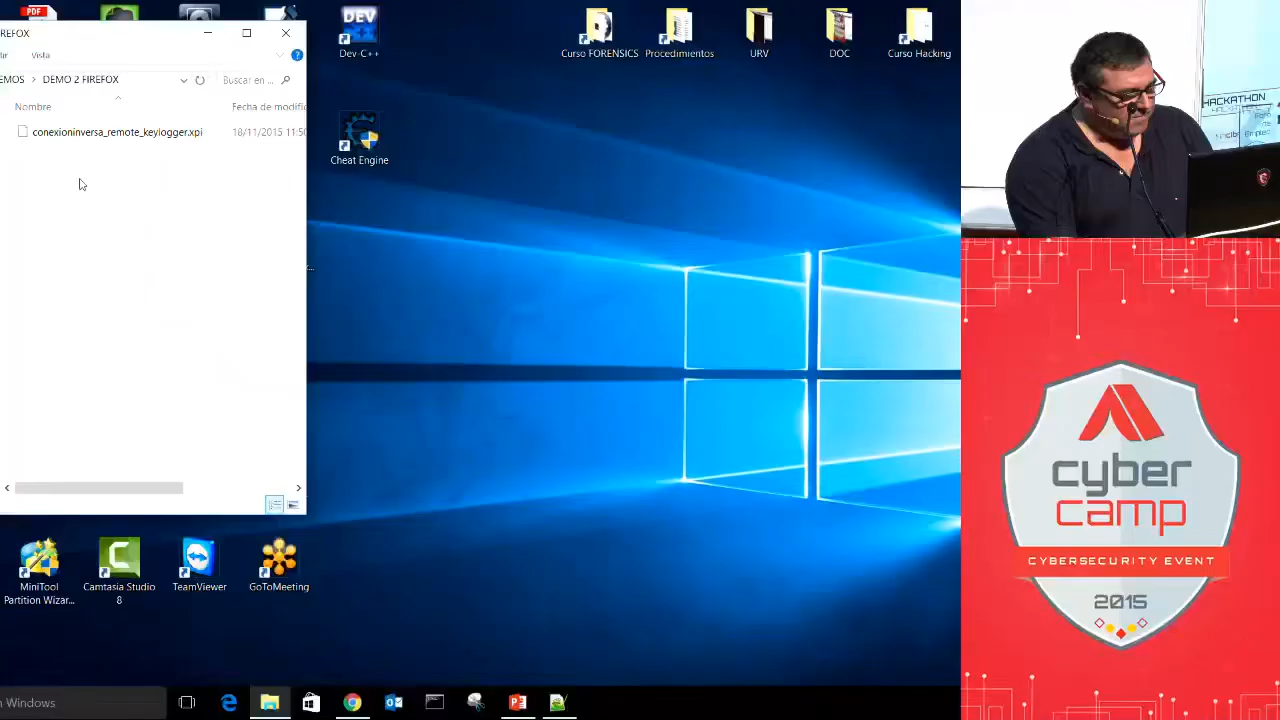 REFOX
tir
Vista
EMOS > DEMO 2 FIREFOX
Buscar en ...
Nombre
Fecha de modific
conexioninversa_remote_keylogger.xpi
18/11/2015 11:50
PDF
DEV
C++
Dev-C++
Cheat Engine
Curso FORENSICS
Procedimientos
URV
DOC
Curso Hacking
MiniTool
Partition Wizar...
Camtasia Studio
8
TeamViewer
GoToMeeting
n Windows
HACKATHON
cyber
camp
CYBERSECURITY EVENT
2015